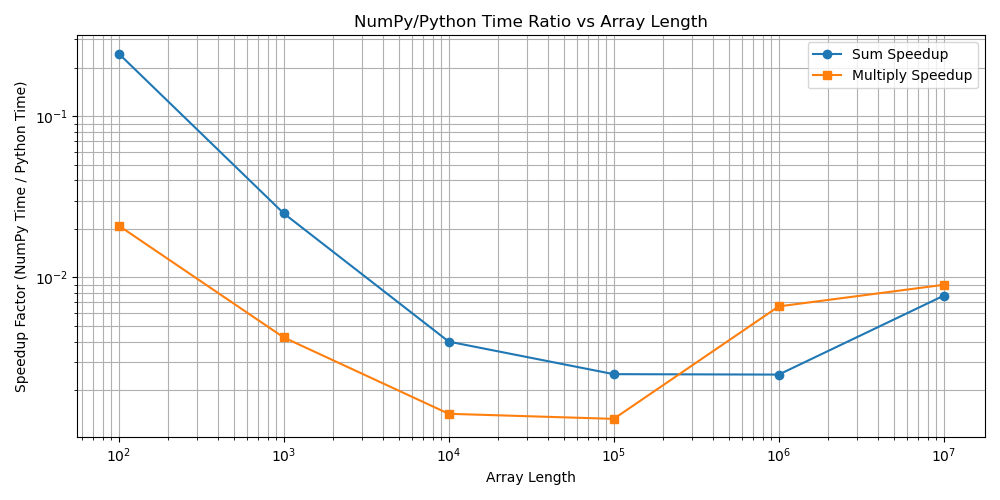 NumPy/Python Time Ratio vs Array Length
Speedup Factor (NumPy Time / Python Time)
10⁻¹
10⁻²
Sum Speedup
Multiply Speedup
10² 10³ 10⁴ 10⁵ 10⁶ 10⁷
Array Length